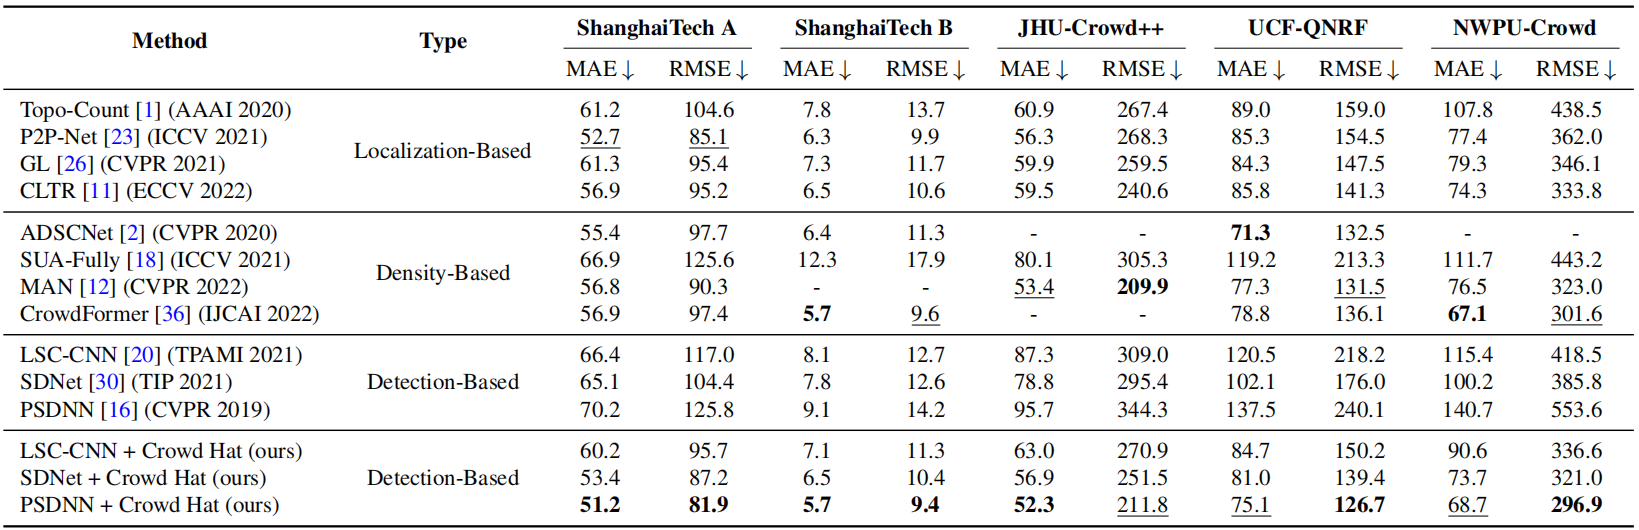 Method Type ShanghaiTech A ShanghaiTech B JHU-Crowd++ UCF-QNRF NWPU-Crowd
MAE↓ RMSE↓ MAE↓ RMSE↓ MAE↓ RMSE↓ MAE↓ RMSE↓ MAE↓ RMSE↓
Topo-Count [1] (AAAI 2020) 61.2 104.6 7.8 13.7 60.9 267.4 89.0 159.0 107.8 438.5
P2P-Net [23] (ICCV 2021) 52.7 85.1 6.3 9.9 56.3 268.3 85.3 154.5 77.4 362.0
Localization-Based
GL [26] (CVPR 2021) 61.3 95.4 7.3 11.7 59.9 259.5 84.3 147.5 79.3 346.1
CLTR [11] (ECCV 2022) 56.9 95.2 6.5 10.6 59.5 240.6 85.8 141.3 74.3 333.8
ADSCNet [2] (CVPR 2020) 55.4 97.7 6.4 11.3 - - 71.3 132.5 - -
SUA-Fully [18] (ICCV 2021) 66.9 125.6 12.3 17.9 80.1 305.3 119.2 213.3 111.7 443.2
Density-Based
MAN [12] (CVPR 2022) 56.8 90.3 - - 53.4 209.9 77.3 131.5 76.5 323.0
CrowdFormer [36] (IJCAI 2022) 56.9 97.4 5.7 9.6 - - 78.8 136.1 67.1 301.6
LSC-CNN [20] (TPAMI 2021) 66.4 117.0 8.1 12.7 87.3 309.0 120.5 218.2 115.4 418.5
SDNet [30] (TIP 2021) Detection-Based 65.1 104.4 7.8 12.6 78.8 295.4 102.1 176.0 100.2 385.8
PSDNN [16] (CVPR 2019) 70.2 125.8 9.1 14.2 95.7 344.3 137.5 240.1 140.7 553.6
LSC-CNN + Crowd Hat (ours) 60.2 95.7 7.1 11.3 63.0 270.9 84.7 150.2 90.6 336.6
SDNet + Crowd Hat (ours) Detection-Based 53.4 87.2 6.5 10.4 56.9 251.5 81.0 139.4 73.7 321.0
PSDNN + Crowd Hat (ours) 51.2 81.9 5.7 9.4 52.3 211.8 75.1 126.7 68.7 296.9